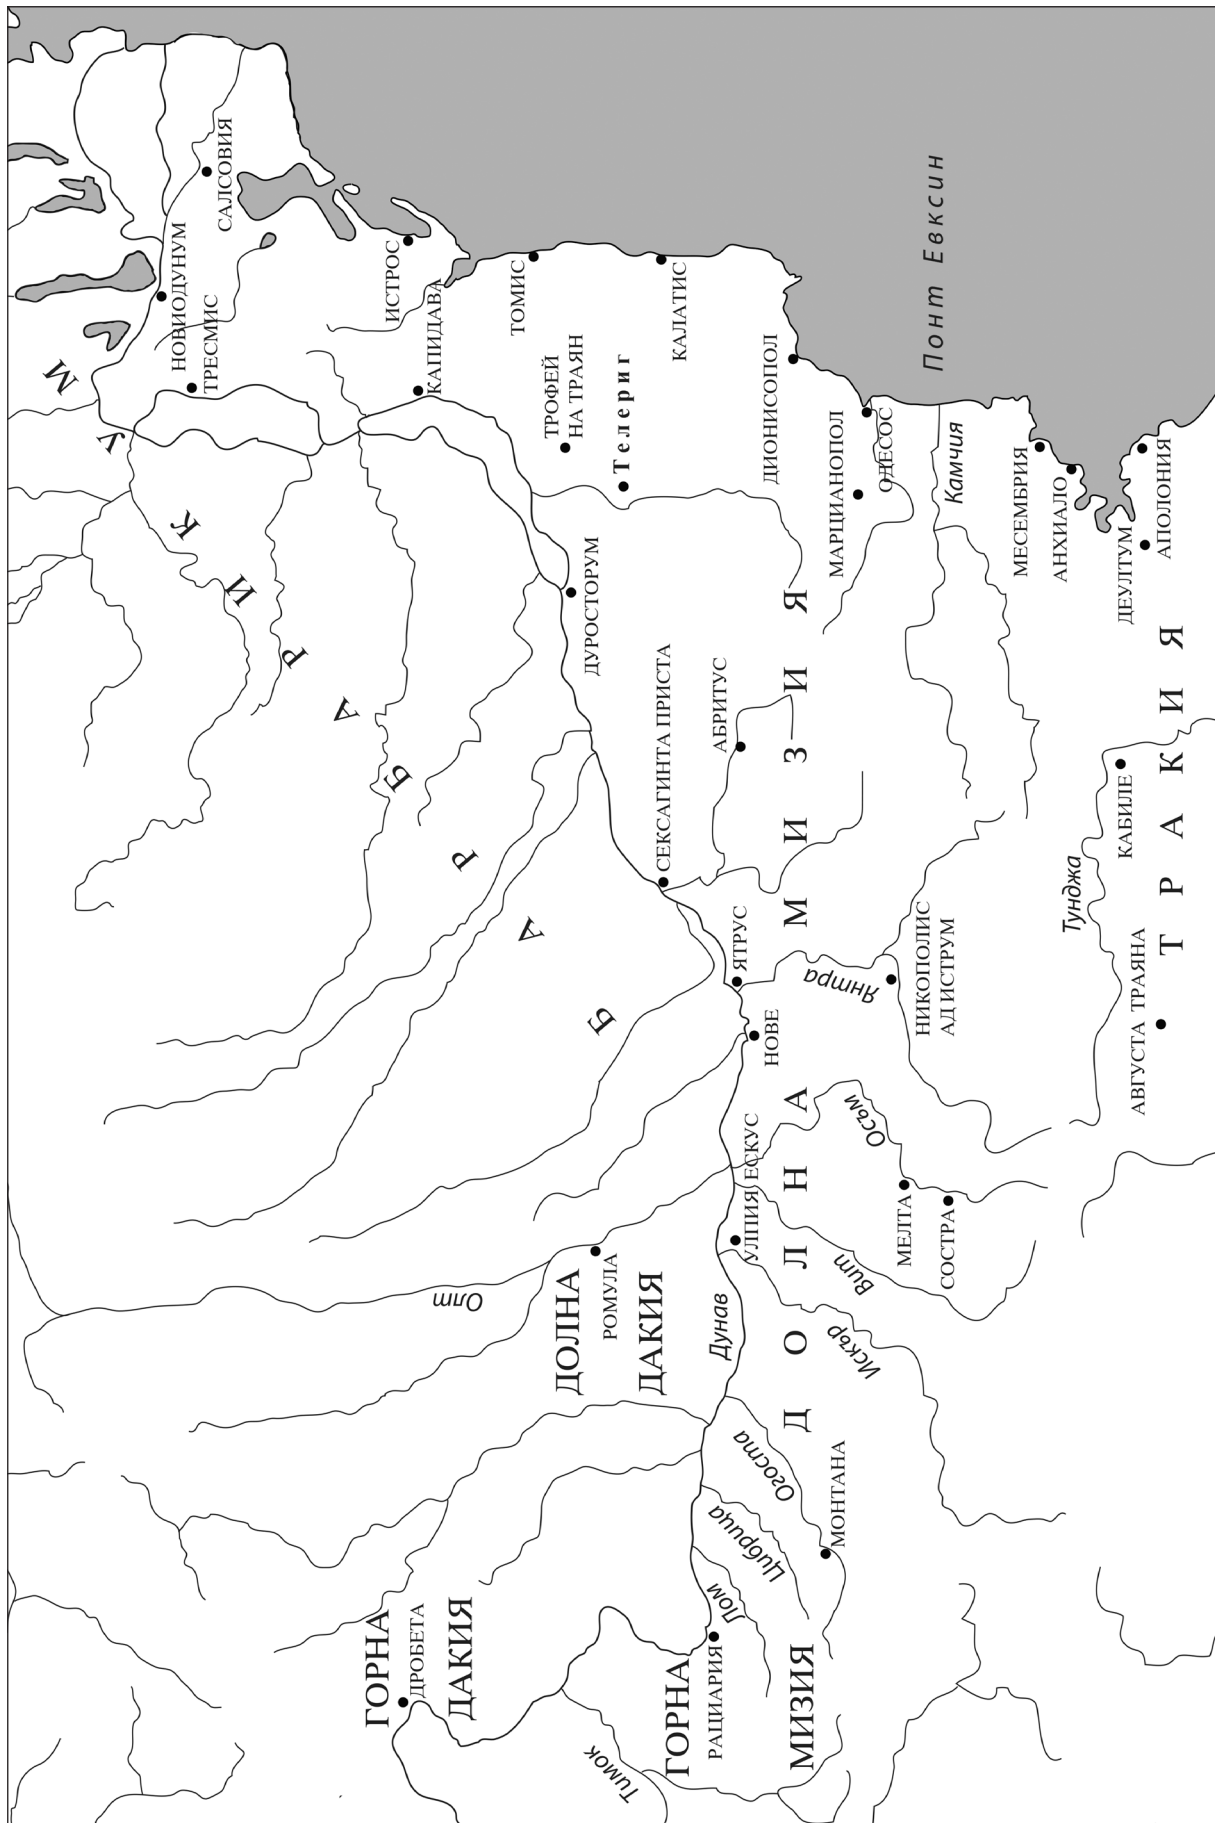 БАРБАРИКУМ
САЛСОВИЯ
НОВИОДУНУМ
ТРЕСМИС
ИСТРОС
КАПИДАВА
ГОРНА
ДРОБЕТА
ДАКИЯ
Олт
ТОМИС
ТРОФЕЙ
НА ТРАЯН
Телериг
КАЛАТИС
ДУРОСТОРУМ
ДОЛНА
РОМУЛА
ДАКИЯ
Тимок
СЕКСАГИНТА ПРИСТА
АБРИТУС
ДИОНИСОПОЛ
ГОРНА
РАЦИАРИЯ
МИЗИЯ
Лом
Цибрица
Огоста
МОНТАНА
Дунав
УЛПИЯ ЕСКУС
НОВЕ
ЯТРУС
ДОЛНА МИЗИЯ
Искър
Вит
Осъм
Янтра
МАРЦИАНОПОЛ
ОДЕСОС
МЕЛТА
СОСТРА
НИКОПОЛИС
АД ИСТРУМ
Камчия
Понт Евксин
МЕСЕМБРИЯ
АНХИАЛО
Тунджа
КАБИЛЕ
ДЕУЛТУМ
АПОЛОНИЯ
АВГУСТА ТРАЯНА
ТРАКИЯ